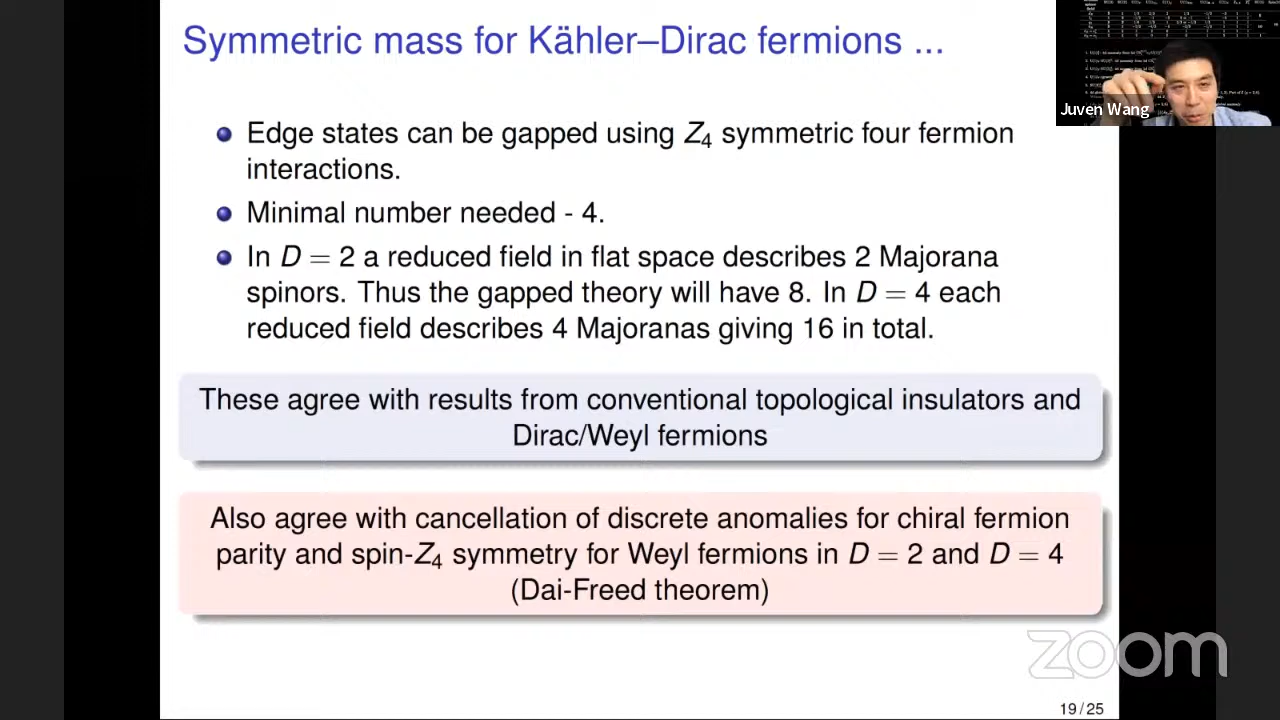 Symmetric mass for Kähler–Dirac fermions ...
Juven Wang
Edge states can be gapped using Z4 symmetric four fermion
interactions.
Minimal number needed - 4.
In D = 2 a reduced field in flat space describes 2 Majorana
spinors. Thus the gapped theory will have 8. In D = 4 each
reduced field describes 4 Majoranas giving 16 in total.
These agree with results from conventional topological insulators and
Dirac/Weyl fermions
Also agree with cancellation of discrete anomalies for chiral fermion
parity and spin-Z4 symmetry for Weyl fermions in D = 2 and D = 4
(Dai-Freed theorem)
zoom
19 / 25